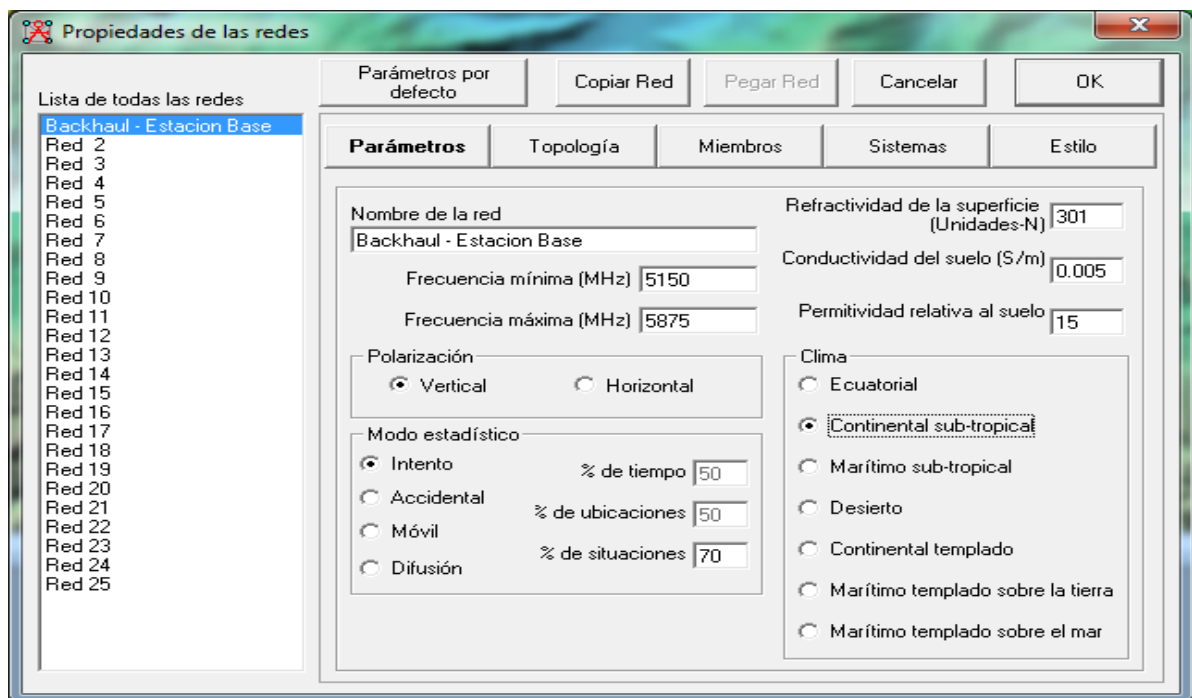 Propiedades de las redes
Lista de todas las redes
Backhaul - Estacion Base
Red 2
Red 3
Red 4
Red 5
Red 6
Red 7
Red 8
Red 9
Red 10
Red 11
Red 12
Red 13
Red 14
Red 15
Red 16
Red 17
Red 18
Red 19
Red 20
Red 21
Red 22
Red 23
Red 24
Red 25
Parámetros por
defecto
Copiar Red
Pegar Red
Cancelar
OK
Parámetros
Topología
Miembros
Sistemas
Estilo
Nombre de la red
Backhaul - Estacion Base
Frecuencia mínima (MHz) 5150
Frecuencia máxima (MHz) 5875
Refractividad de la superficie
(Unidades-N) 301
Conductividad del suelo (S/m) 0.005
Permitividad relativa al suelo 15
Polarización
Vertical
Horizontal
Modo estadístico
Intento
Accidental
Móvil
Difusión
% de tiempo 50
% de ubicaciones 50
% de situaciones 70
Clima
Ecuatorial
Continental sub-tropical
Marítimo sub-tropical
Desierto
Continental templado
Marítimo templado sobre la tierra
Marítimo templado sobre el mar